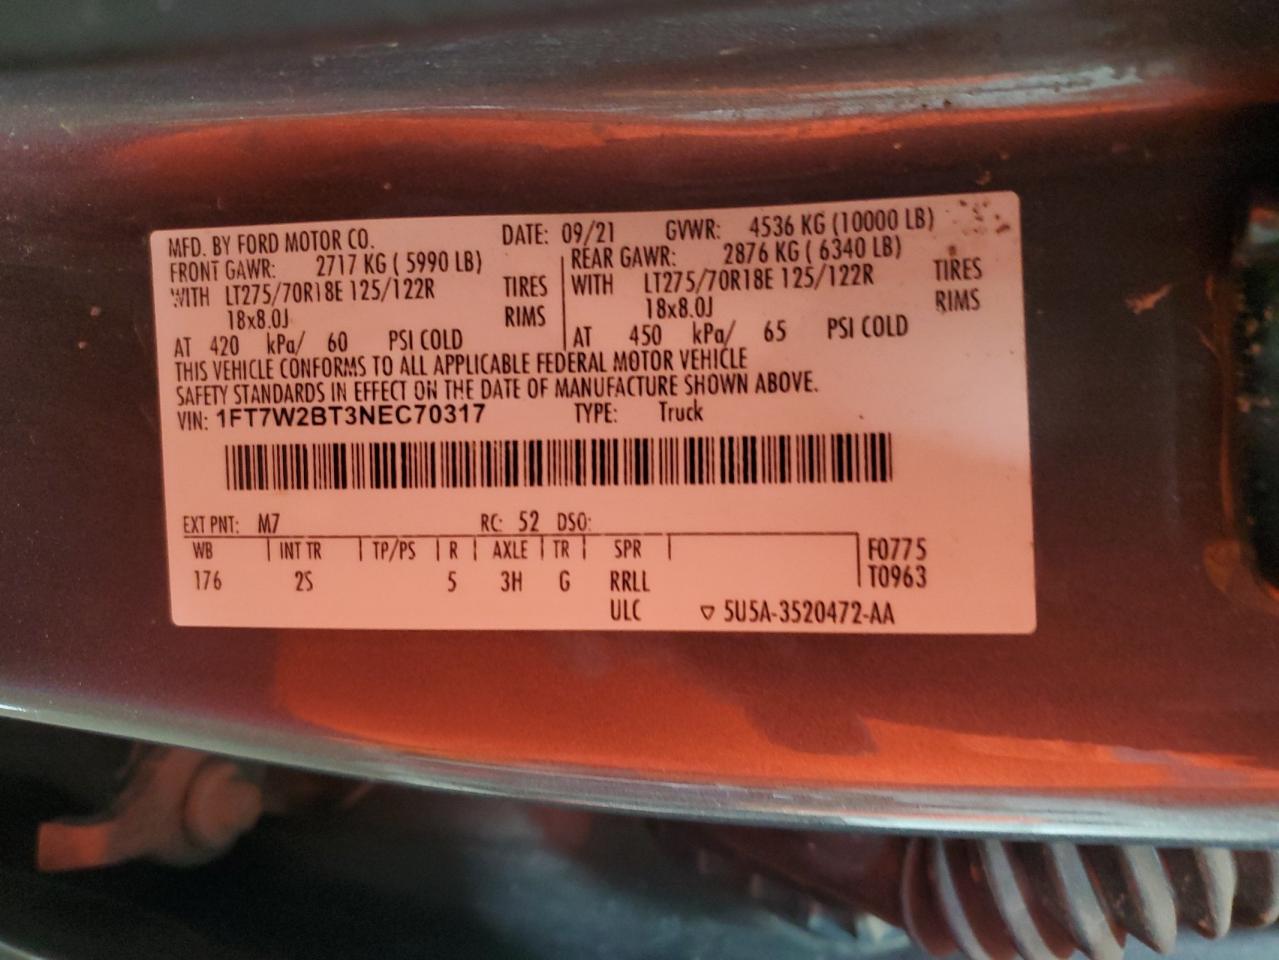 MFD. BY FORD MOTOR CO. DATE: 09/21 GVWR: 4536 KG (10000 LB)
FRONT GAWR: 2717 KG ( 5990 LB) REAR GAWR: 2876 KG ( 6340 LB)
WITH LT275/70R18E 125/122R TIRES WITH LT275/70R18E 125/122R TIRES
18x8.0J RIMS 18x8.0J RIMS
AT 420 kPa/ 60 PSI COLD AT 450 kPa/ 65 PSI COLD
THIS VEHICLE CONFORMS TO ALL APPLICABLE FEDERAL MOTOR VEHICLE
SAFETY STANDARDS IN EFFECT ON THE DATE OF MANUFACTURE SHOWN ABOVE.
VIN: 1FT7W2BT3NEC70317 TYPE: Truck
EXT PNT: M7 RC: 52 DSO:
WB INT TR TP/PS R AXLE TR SPR F0775
176 2S 5 3H G RRLL T0963
ULC ▽ 5U5A-3520472-AA